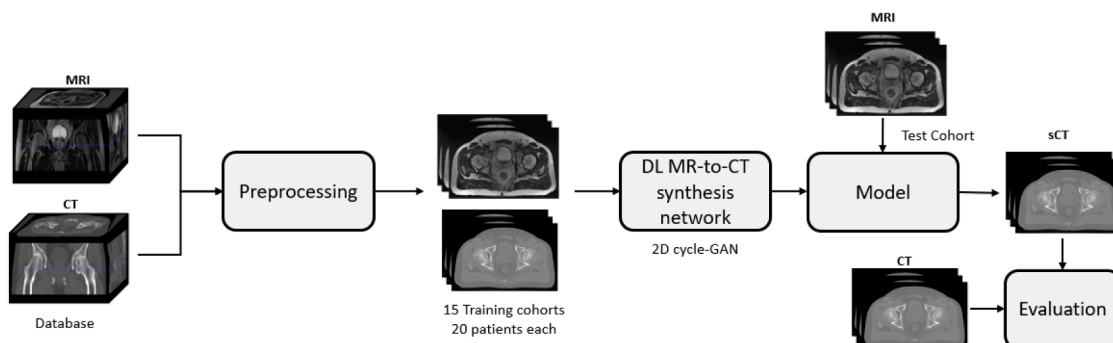 MRI
CT
Database
Preprocessing
15 Training cohorts
20 patients each
DL MR-to-CT
synthesis
network
2D cycle-GAN
MRI
Test Cohort
Model
sCT
CT
Evaluation